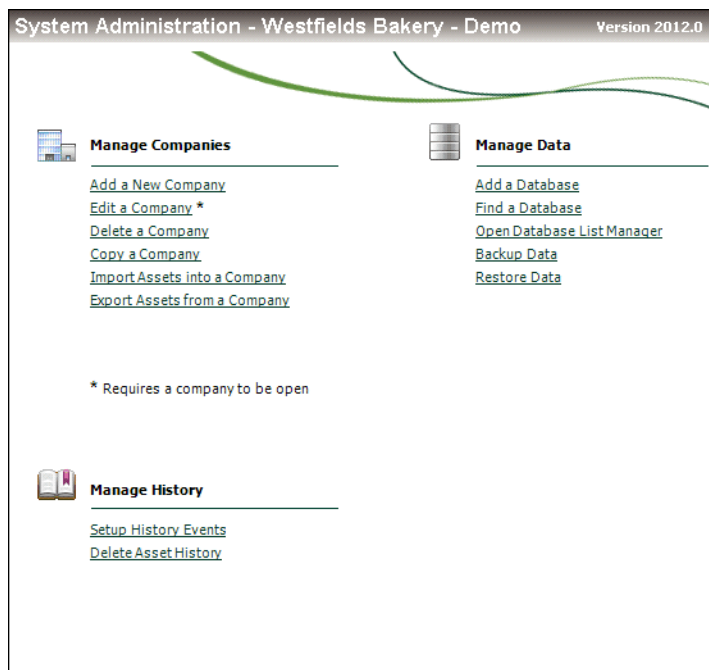 System Administration - Westfields Bakery - Demo Version 2012.0
Manage Companies
Add a New Company
Edit a Company *
Delete a Company
Copy a Company
Import Assets into a Company
Export Assets from a Company
* Requires a company to be open
Manage Data
Add a Database
Find a Database
Open Database List Manager
Backup Data
Restore Data
Manage History
Setup History Events
Delete Asset History